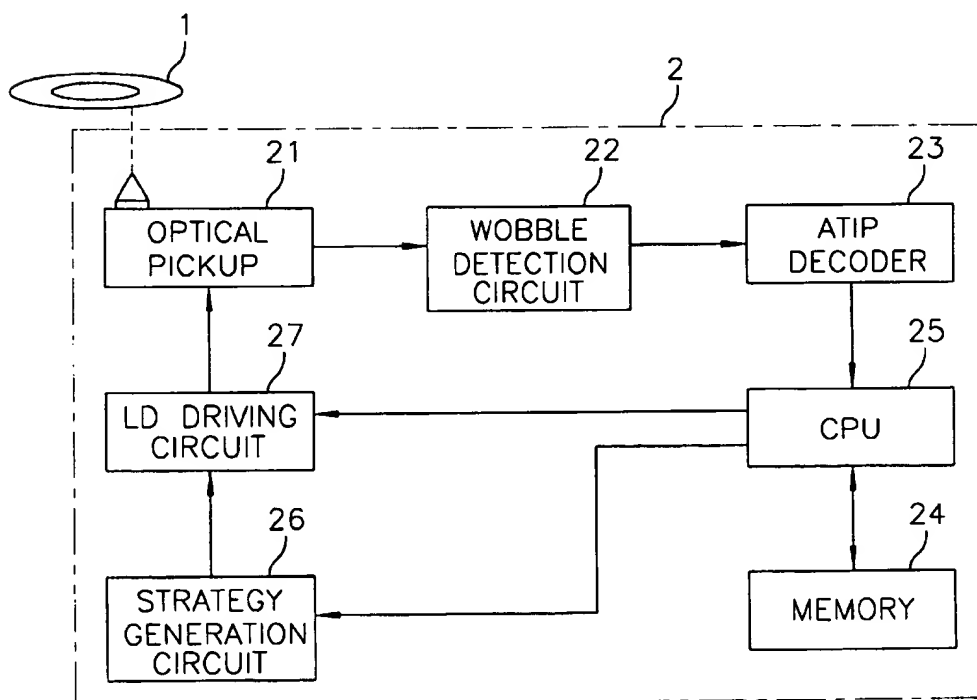 1
2
21
OPTICAL
PICKUP
22
WOBBLE
DETECTION
CIRCUIT
23
ATIP
DECODER
27
LD DRIVING
CIRCUIT
25
CPU
26
STRATEGY
GENERATION
CIRCUIT
24
MEMORY